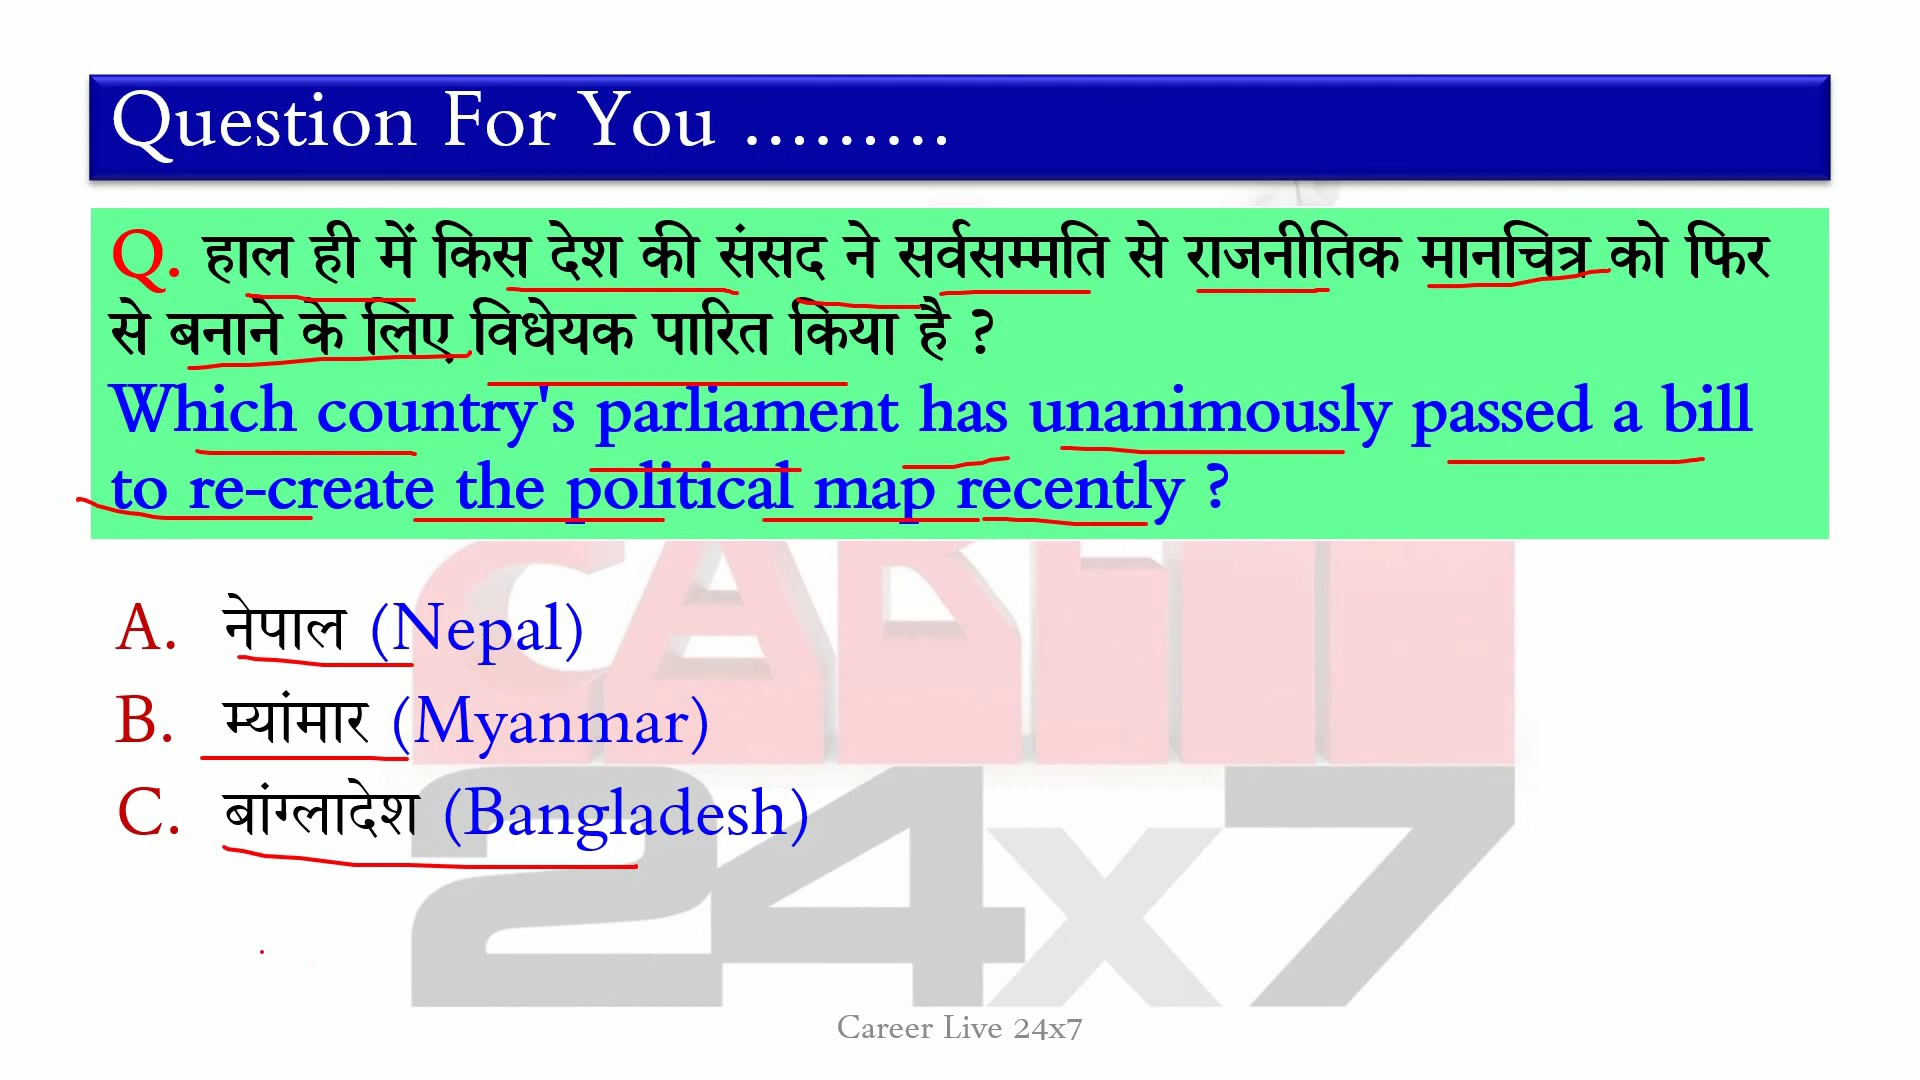 Question For You .........
Q. हाल ही में किस देश की संसद ने सर्वसम्मति से राजनीतिक मानचित्र को फिर
से बनाने के लिए विधेयक पारित किया है ?
Which country's parliament has unanimously passed a bill
to re-create the political map recently ?
A. नेपाल (Nepal)
B. म्यांमार (Myanmar)
C. बांग्लादेश (Bangladesh)
24x7
Career Live 24x7